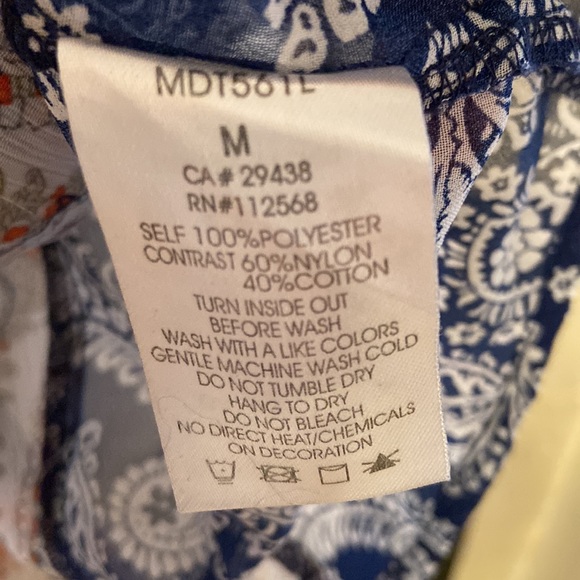 MDT561L
M
CA# 29438
RN#112568
SELF 100%POLYESTER
CONTRAST 60%NYLON
40%COTTON
TURN INSIDE OUT
BEFORE WASH
WASH WITH A LIKE COLORS
GENTLE MACHINE WASH COLD
DO NOT TUMBLE DRY
HANG TO DRY
DO NOT BLEACH
NO DIRECT HEAT/CHEMICALS
ON DECORATION